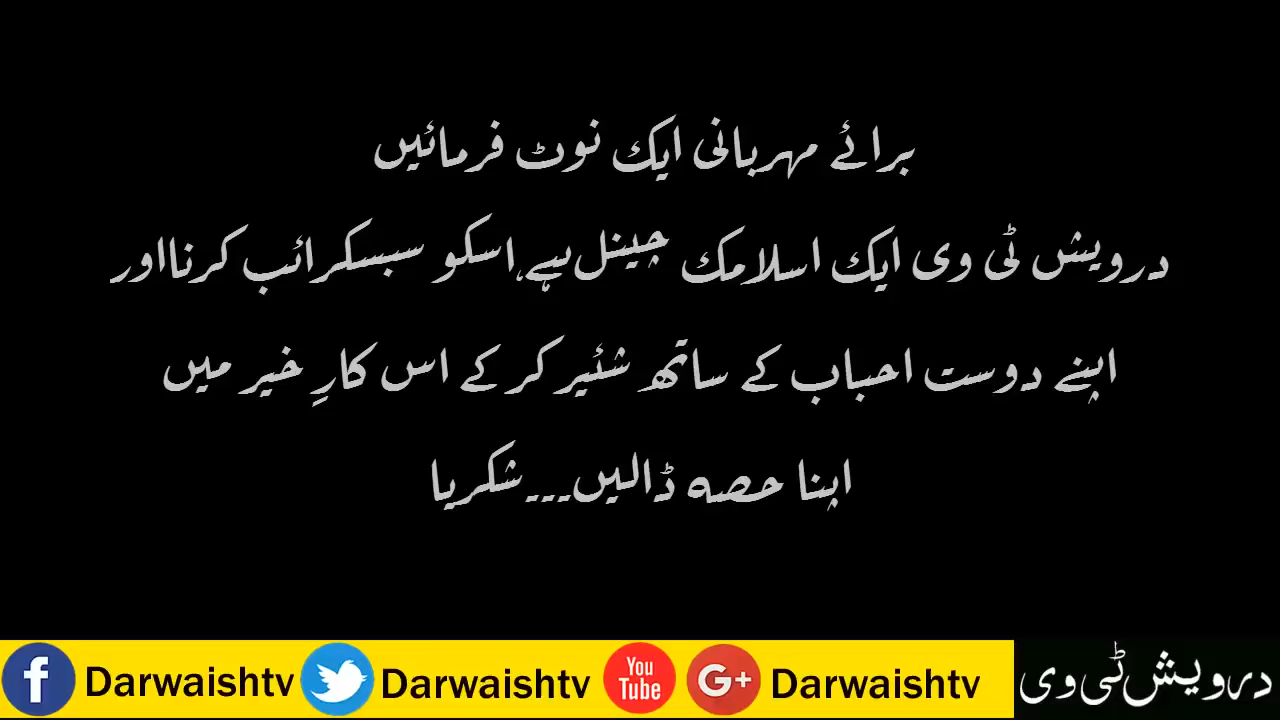 برائے مہربانی ایک نوٹ فرمائیں
درویش ٹی وی ایک اسلامک چینل ہے،اسکو سبسکرائب کرنااور
اپنے دوست احباب کے ساتھ شئیر کر کے اس کارِ خیر میں
اپنا حصہ ڈالیں۔۔۔شکریا
Darwaishtv Darwaishtv You Tube G+ Darwaishtv درویش ٹی وی